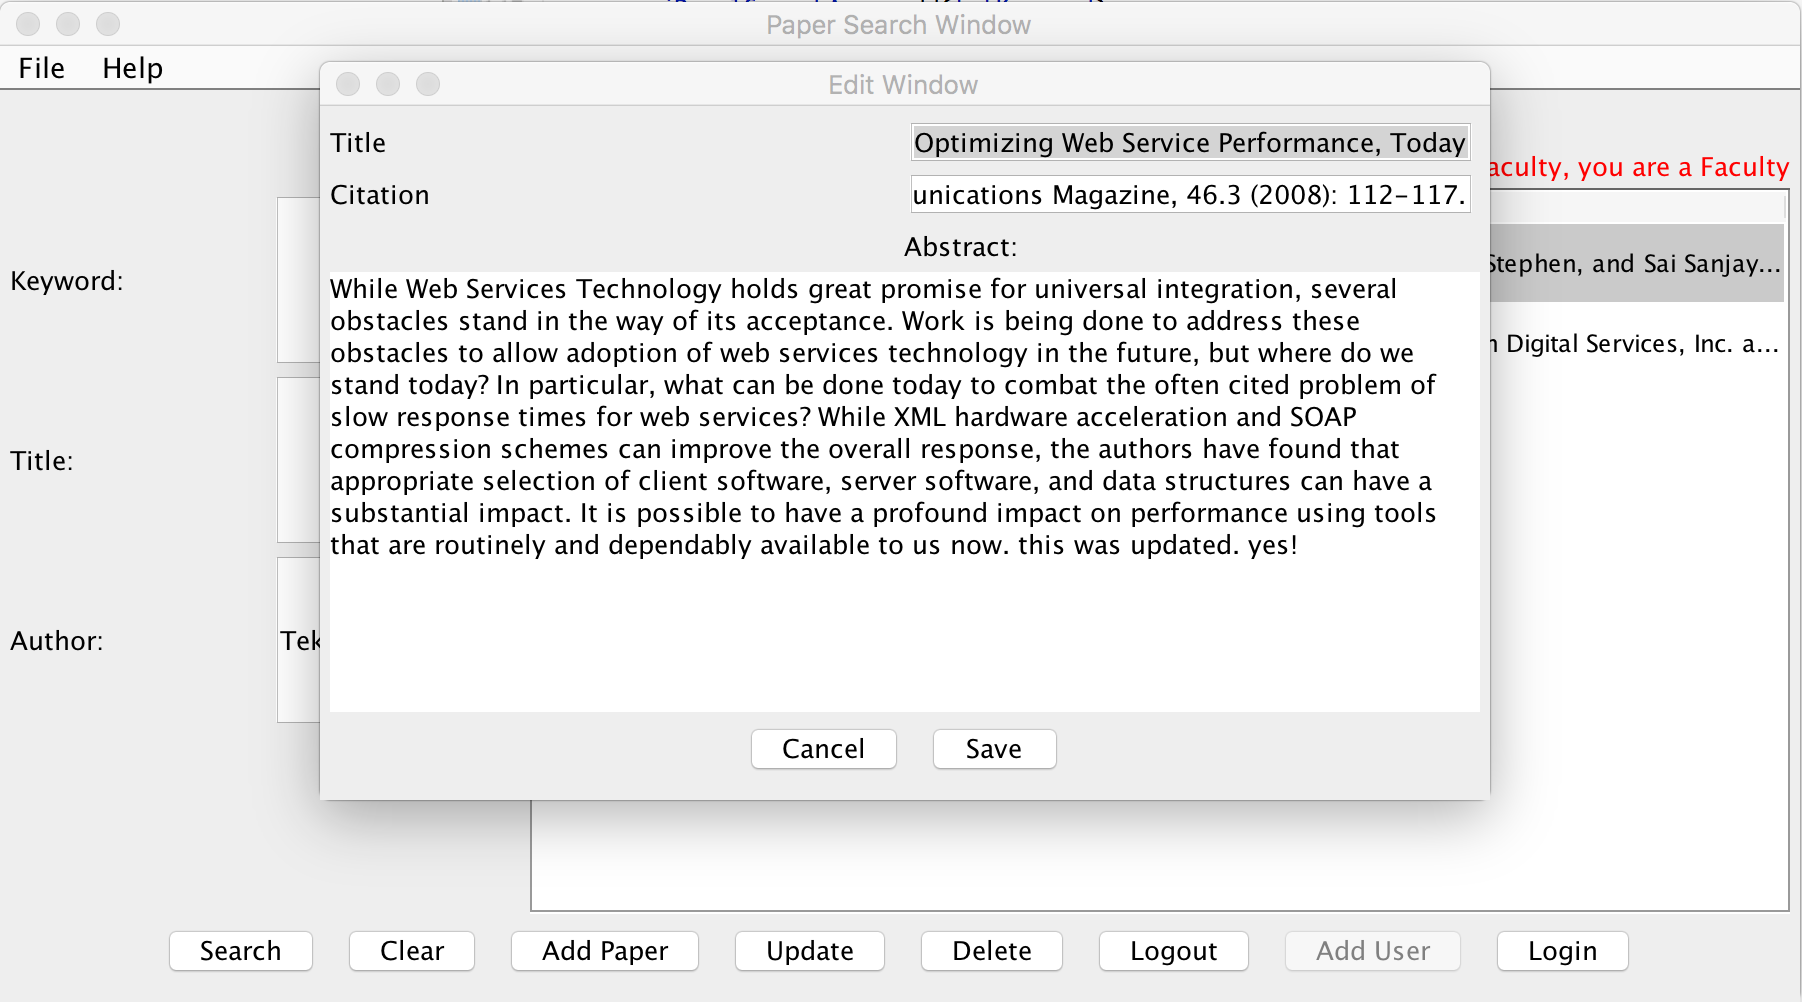 Paper Search Window
File Help
Edit Window
Title Optimizing Web Service Performance, Today
Citation unications Magazine, 46.3 (2008): 112-117.
Abstract:
While Web Services Technology holds great promise for universal integration, several
obstacles stand in the way of its acceptance. Work is being done to address these
obstacles to allow adoption of web services technology in the future, but where do we
stand today? In particular, what can be done today to combat the often cited problem of
slow response times for web services? While XML hardware acceleration and SOAP
compression schemes can improve the overall response, the authors have found that
appropriate selection of client software, server software, and data structures can have a
substantial impact. It is possible to have a profound impact on performance using tools
that are routinely and dependably available to us now. this was updated. yes!
Cancel Save
aculty, you are a Faculty
Stephen, and Sai Sanjay...
n Digital Services, Inc. a...
Keyword:
Title:
Author: Tek
Search Clear Add Paper Update Delete Logout Add User Login